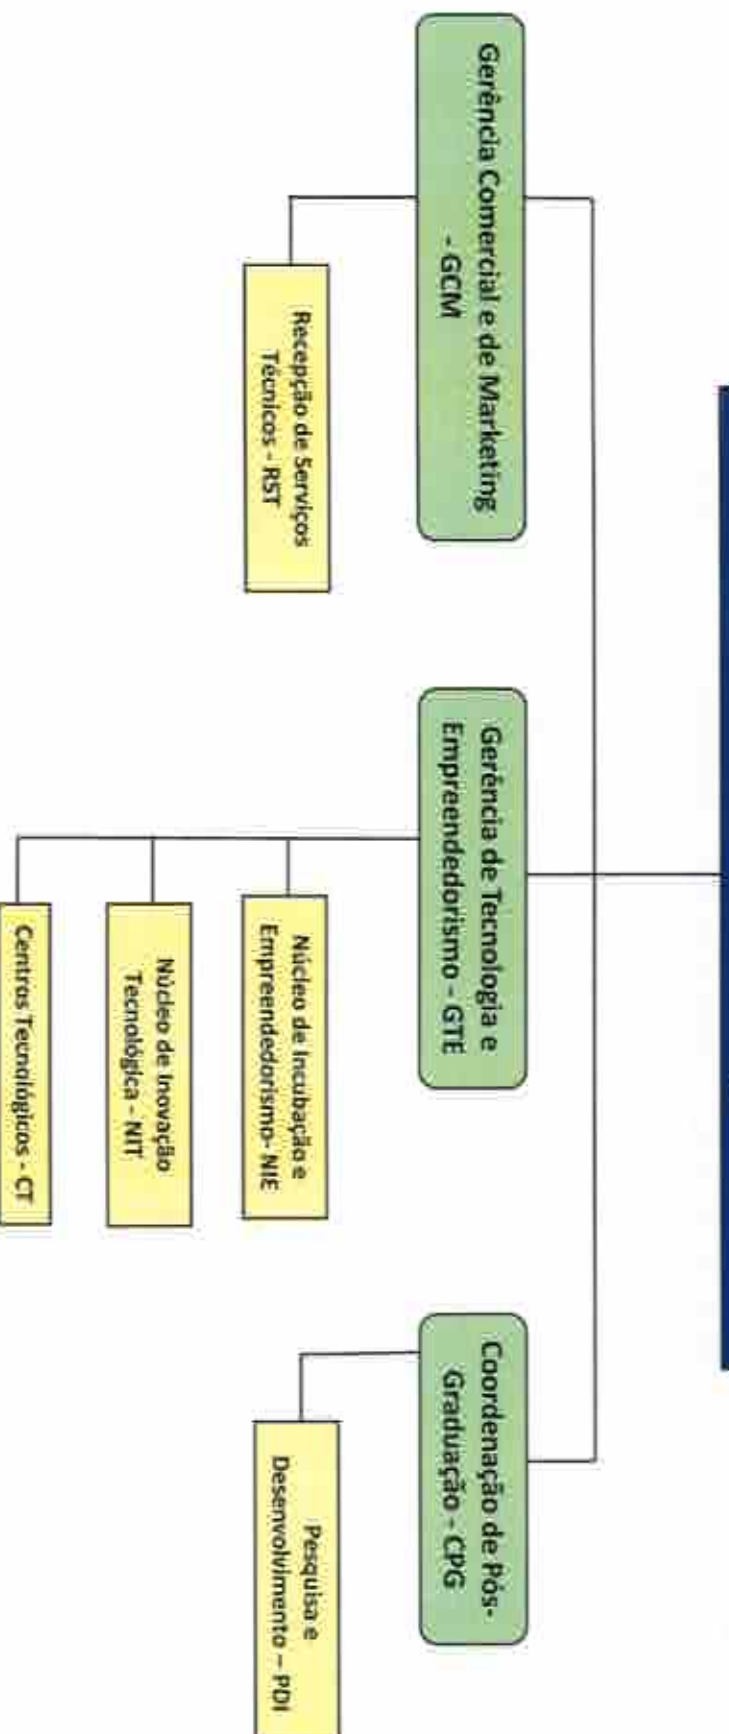 Gerência Comercial e de Marketing
- GCM
Recepção de Serviços
Técnicos - RST
Gerência de Tecnologia e
Empreendedorismo - GTE
Núcleo de Incubação e
Empreendedorismo- NIE
Núcleo de Inovação
Tecnológica - NIT
Centros Tecnológicos - CT
Coordenação de Pós-
Graduação - CPG
Pesquisa e
Desenvolvimento – PDI